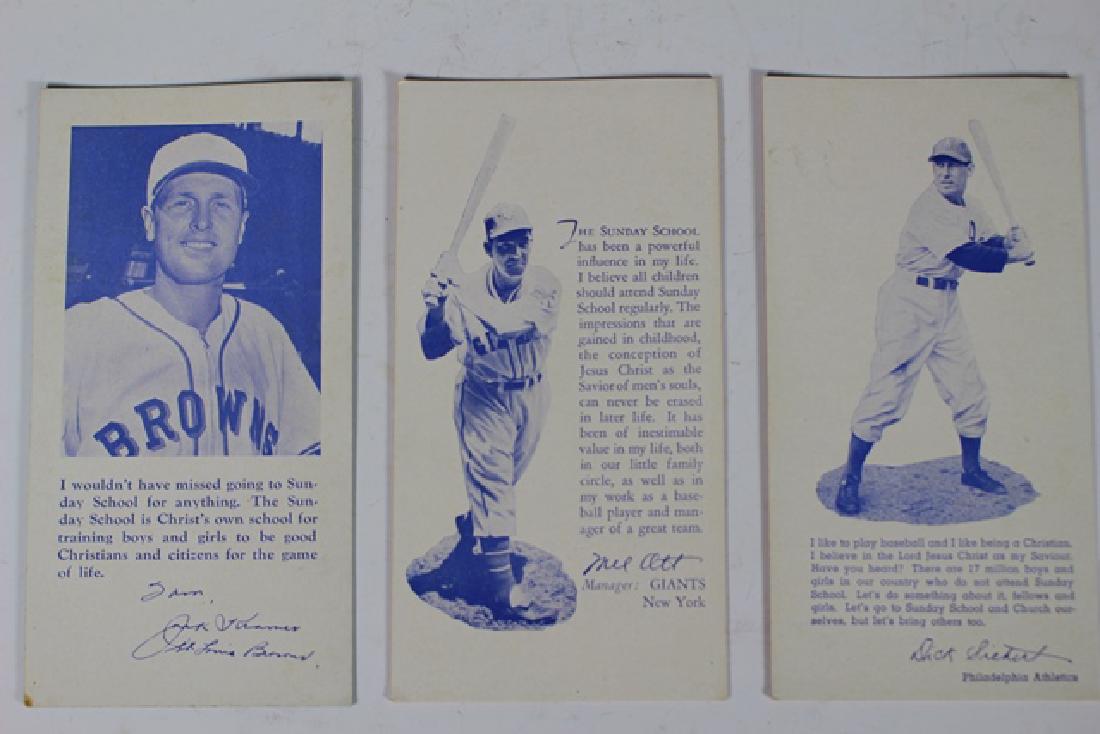 BROWNS
I wouldn't have missed going to Sun-
day School for anything. The Sun-
day School is Christ's own school for
training boys and girls to be good
Christians and citizens for the game
of life.
I am,
Jack Kramer
St. Louis Browns,
THE SUNDAY SCHOOL
has been a powerful
influence in my life.
I believe all children
should attend Sunday
School regularly. The
impressions that are
gained in childhood,
the conception of
Jesus Christ as the
Savior of men's souls,
can never be erased
in later life. It has
been of inestimable
value in my life, both
in our little family
circle, as well as in
my work as a base-
ball player and man-
ager of a great team.
Mel Ott
Manager: GIANTS
New York
I like to play baseball and I like being a Christian.
I believe in the Lord Jesus Christ as my Saviour.
Have you heard? There are 17 million boys and
girls in our country who do not attend Sunday
School. Let's do something about it, fellows and
girls. Let's go to Sunday School and Church our-
selves, but let's bring others too.
Dick Siebert
Philadelphia Athletics